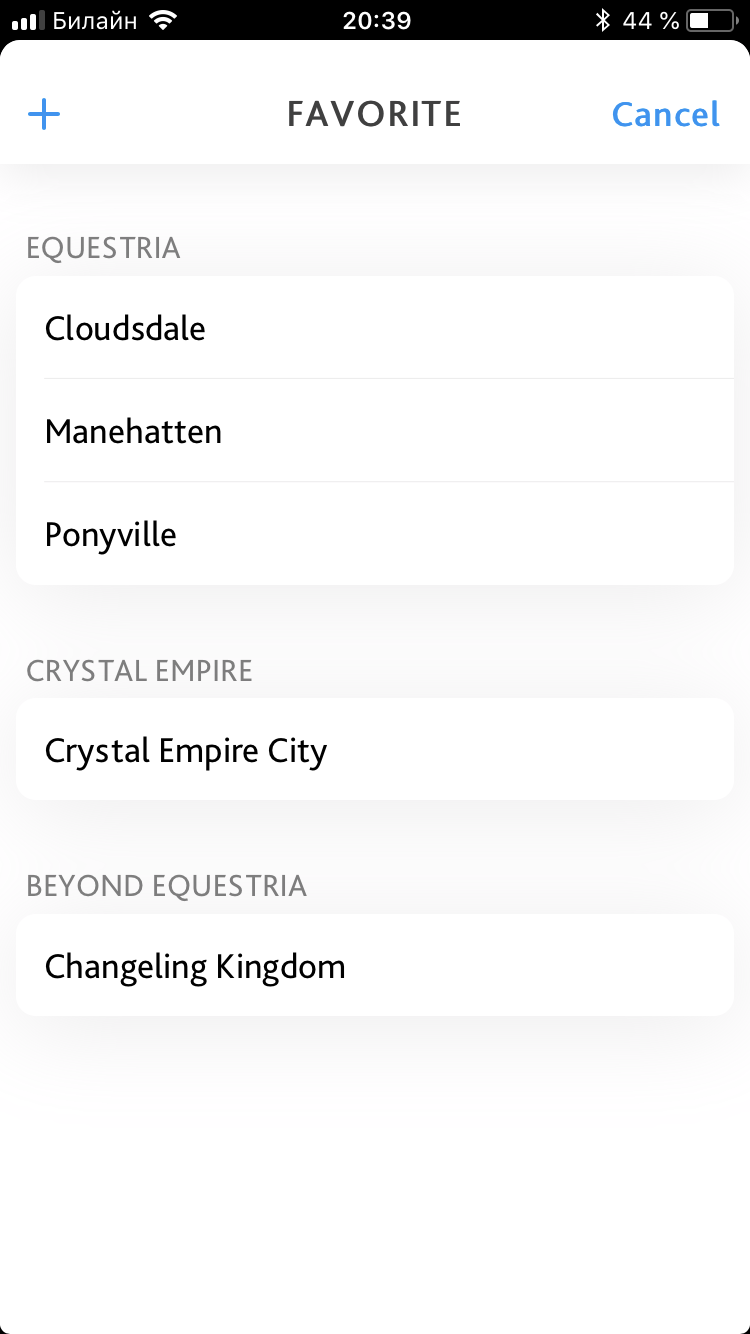 Билайн 20:39 44 %
FAVORITE Cancel
EQUESTRIA
Cloudsdale
Manehatten
Ponyville
CRYSTAL EMPIRE
Crystal Empire City
BEYOND EQUESTRIA
Changeling Kingdom